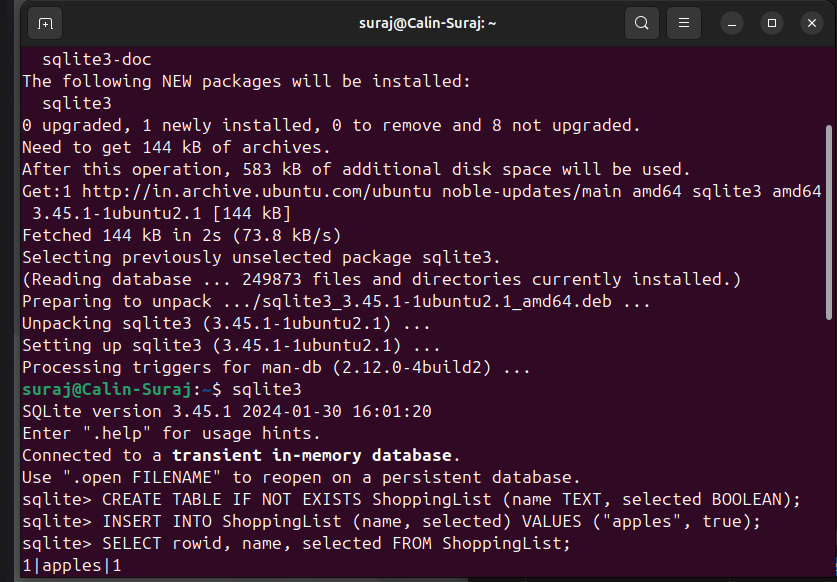 suraj@Calin-Suraj: ~
  sqlite3-doc
The following NEW packages will be installed:
  sqlite3
0 upgraded, 1 newly installed, 0 to remove and 8 not upgraded.
Need to get 144 kB of archives.
After this operation, 583 kB of additional disk space will be used.
Get:1 http://in.archive.ubuntu.com/ubuntu noble-updates/main amd64 sqlite3 amd64
 3.45.1-1ubuntu2.1 [144 kB]
Fetched 144 kB in 2s (73.8 kB/s)
Selecting previously unselected package sqlite3.
(Reading database ... 249873 files and directories currently installed.)
Preparing to unpack .../sqlite3_3.45.1-1ubuntu2.1_amd64.deb ...
Unpacking sqlite3 (3.45.1-1ubuntu2.1) ...
Setting up sqlite3 (3.45.1-1ubuntu2.1) ...
Processing triggers for man-db (2.12.0-4build2) ...
suraj@Calin-Suraj:~$ sqlite3
SQLite version 3.45.1 2024-01-30 16:01:20
Enter ".help" for usage hints.
Connected to a transient in-memory database.
Use ".open FILENAME" to reopen on a persistent database.
sqlite> CREATE TABLE IF NOT EXISTS ShoppingList (name TEXT, selected BOOLEAN);
sqlite> INSERT INTO ShoppingList (name, selected) VALUES ("apples", true);
sqlite> SELECT rowid, name, selected FROM ShoppingList;
1|apples|1